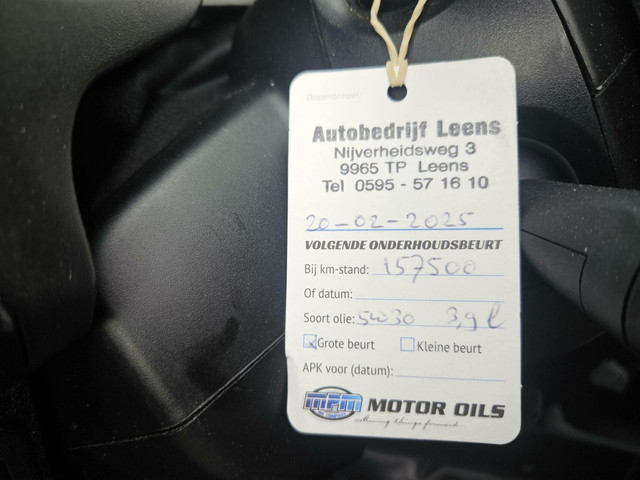 Autobedrijf Leens
Nijverheidsweg 3
9965 TP Leens
Tel 0595 - 57 16 10
20-02-2025
VOLGENDE ONDERHOUDSBEURT
Bij km-stand: 157500
Of datum:
Soort olie: 5W30 3,9 l
Grote beurt Kleine beurt
APK voor (datum):
MPM MOTOR OILS